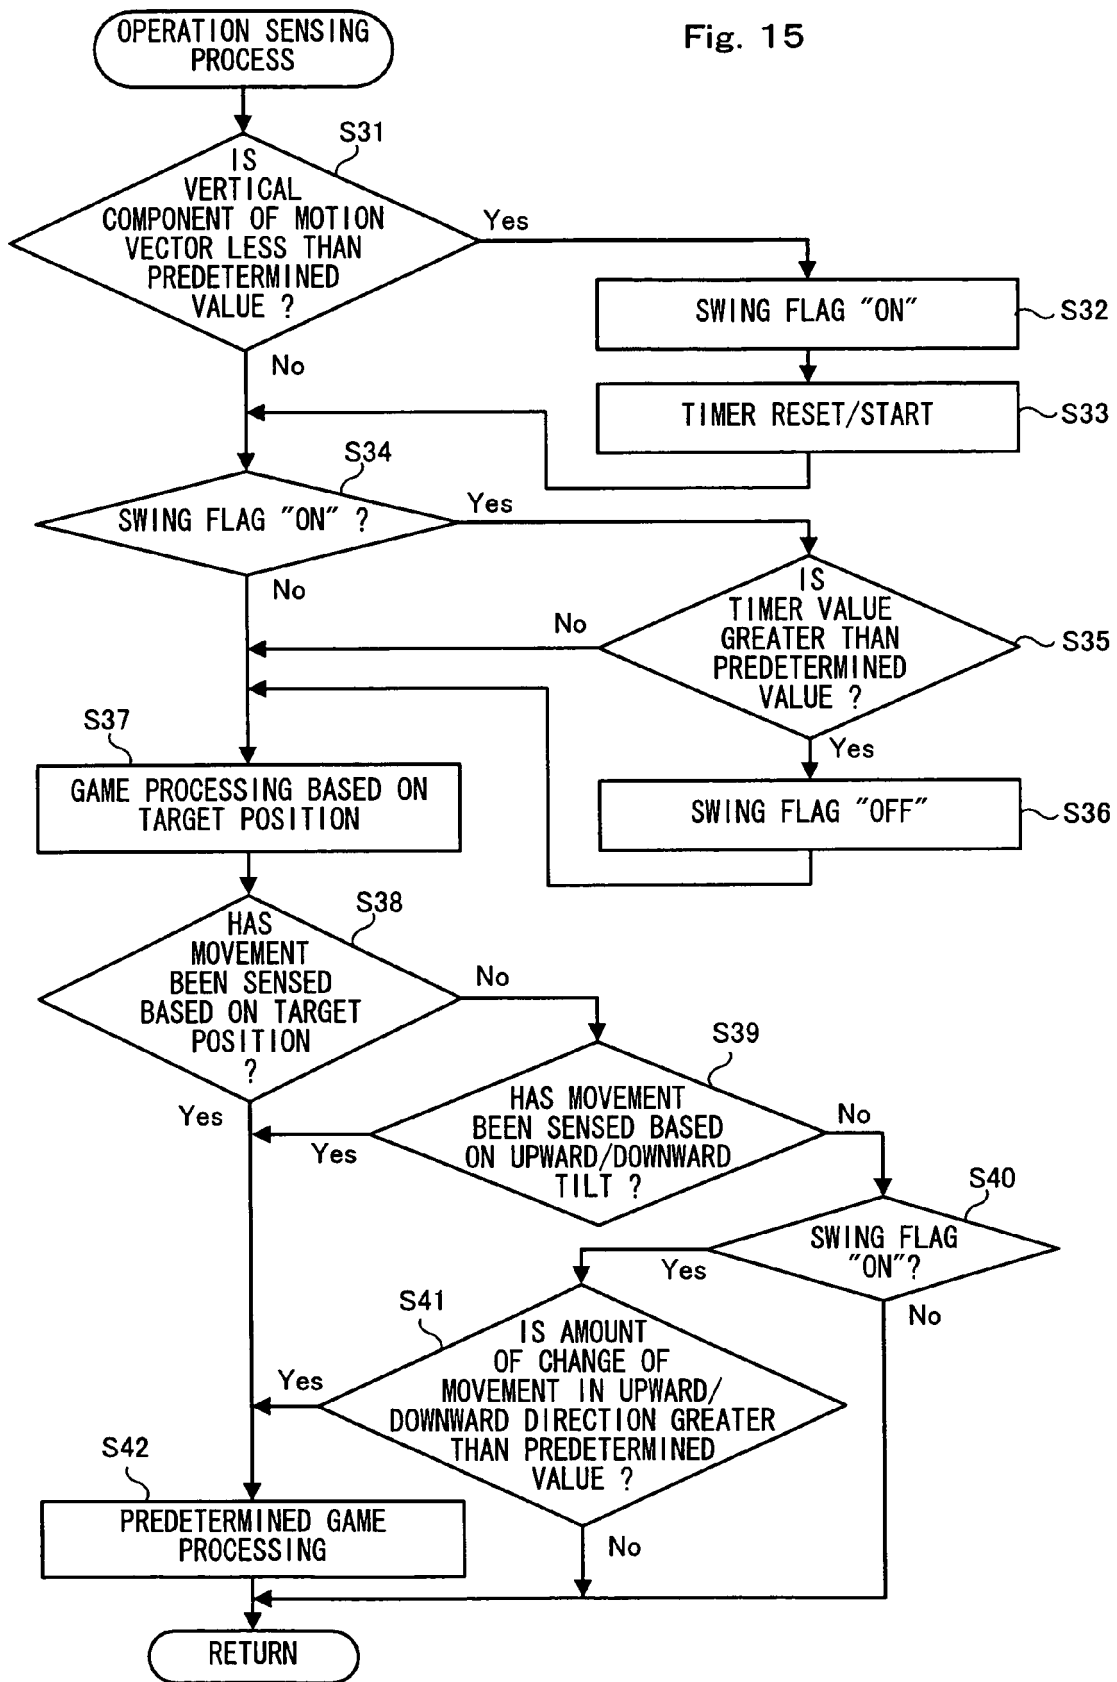 Fig. 15
OPERATION SENSING
PROCESS
S31
IS
VERTICAL
COMPONENT OF MOTION
VECTOR LESS THAN
PREDETERMINED
VALUE ?
Yes
No
SWING FLAG "ON"
S32
TIMER RESET/START
S33
S34
SWING FLAG "ON" ?
Yes
No
IS
TIMER VALUE
GREATER THAN
PREDETERMINED
VALUE ?
S35
No
Yes
SWING FLAG "OFF"
S36
S37
GAME PROCESSING BASED ON
TARGET POSITION
S38
HAS
MOVEMENT
BEEN SENSED
BASED ON TARGET
POSITION
?
No
Yes
S39
HAS MOVEMENT
BEEN SENSED BASED
ON UPWARD/DOWNWARD
TILT ?
Yes
No
S40
SWING FLAG
"ON"?
Yes
No
S41
IS AMOUNT
OF CHANGE OF
MOVEMENT IN UPWARD/
DOWNWARD DIRECTION GREATER
THAN PREDETERMINED
VALUE ?
Yes
No
S42
PREDETERMINED GAME
PROCESSING
RETURN